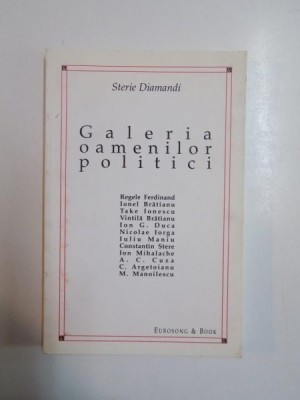 Sterie Diamandi
Galeria
oamenilor
politici
Regele Ferdinand
Ionel Brătianu
Take Ionescu
Vintilă Brătianu
Ion G. Duca
Nicolae Iorga
Iuliu Maniu
Constantin Stere
Ion Mihalache
A. C. Cuza
C. Argetoianu
M. Manoilescu
EUROSONG & BOOK